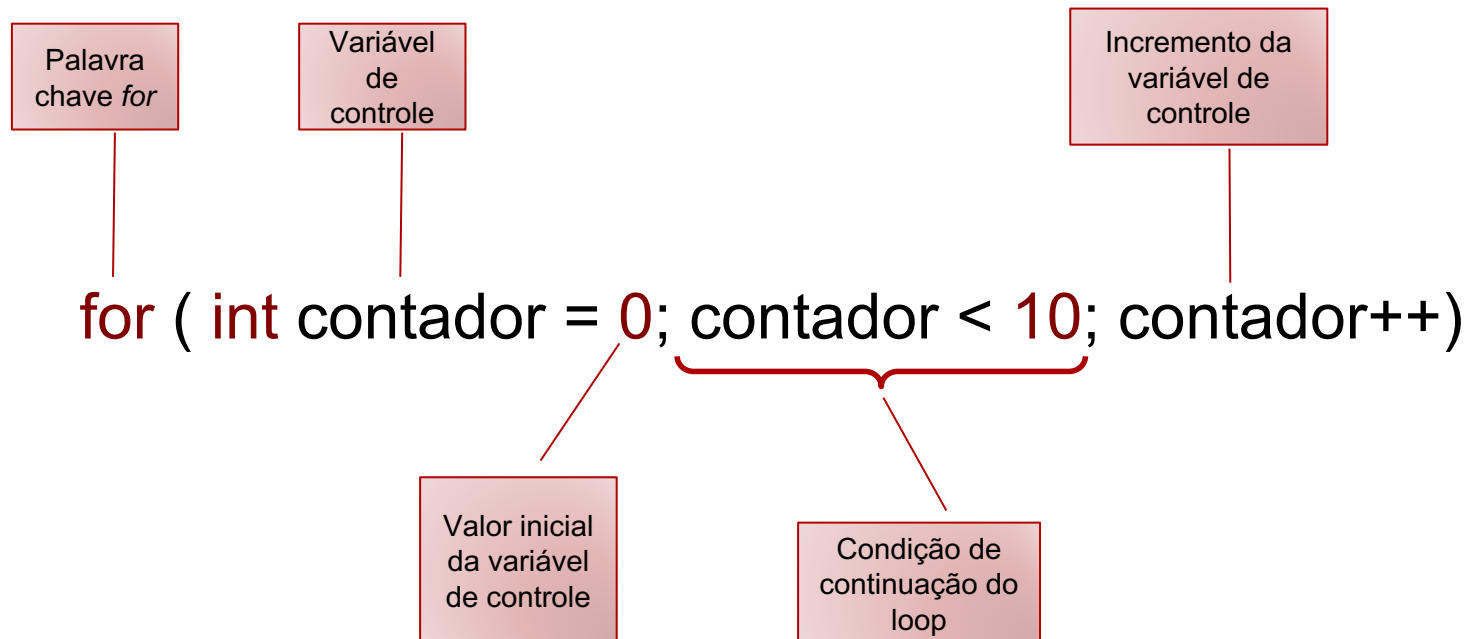 Palavra
chave for
Variável
de
controle
Incremento da
variável de
controle
for ( int contador = 0; contador < 10; contador++)
Valor inicial
da variável
de controle
Condição de
continuação do
loop